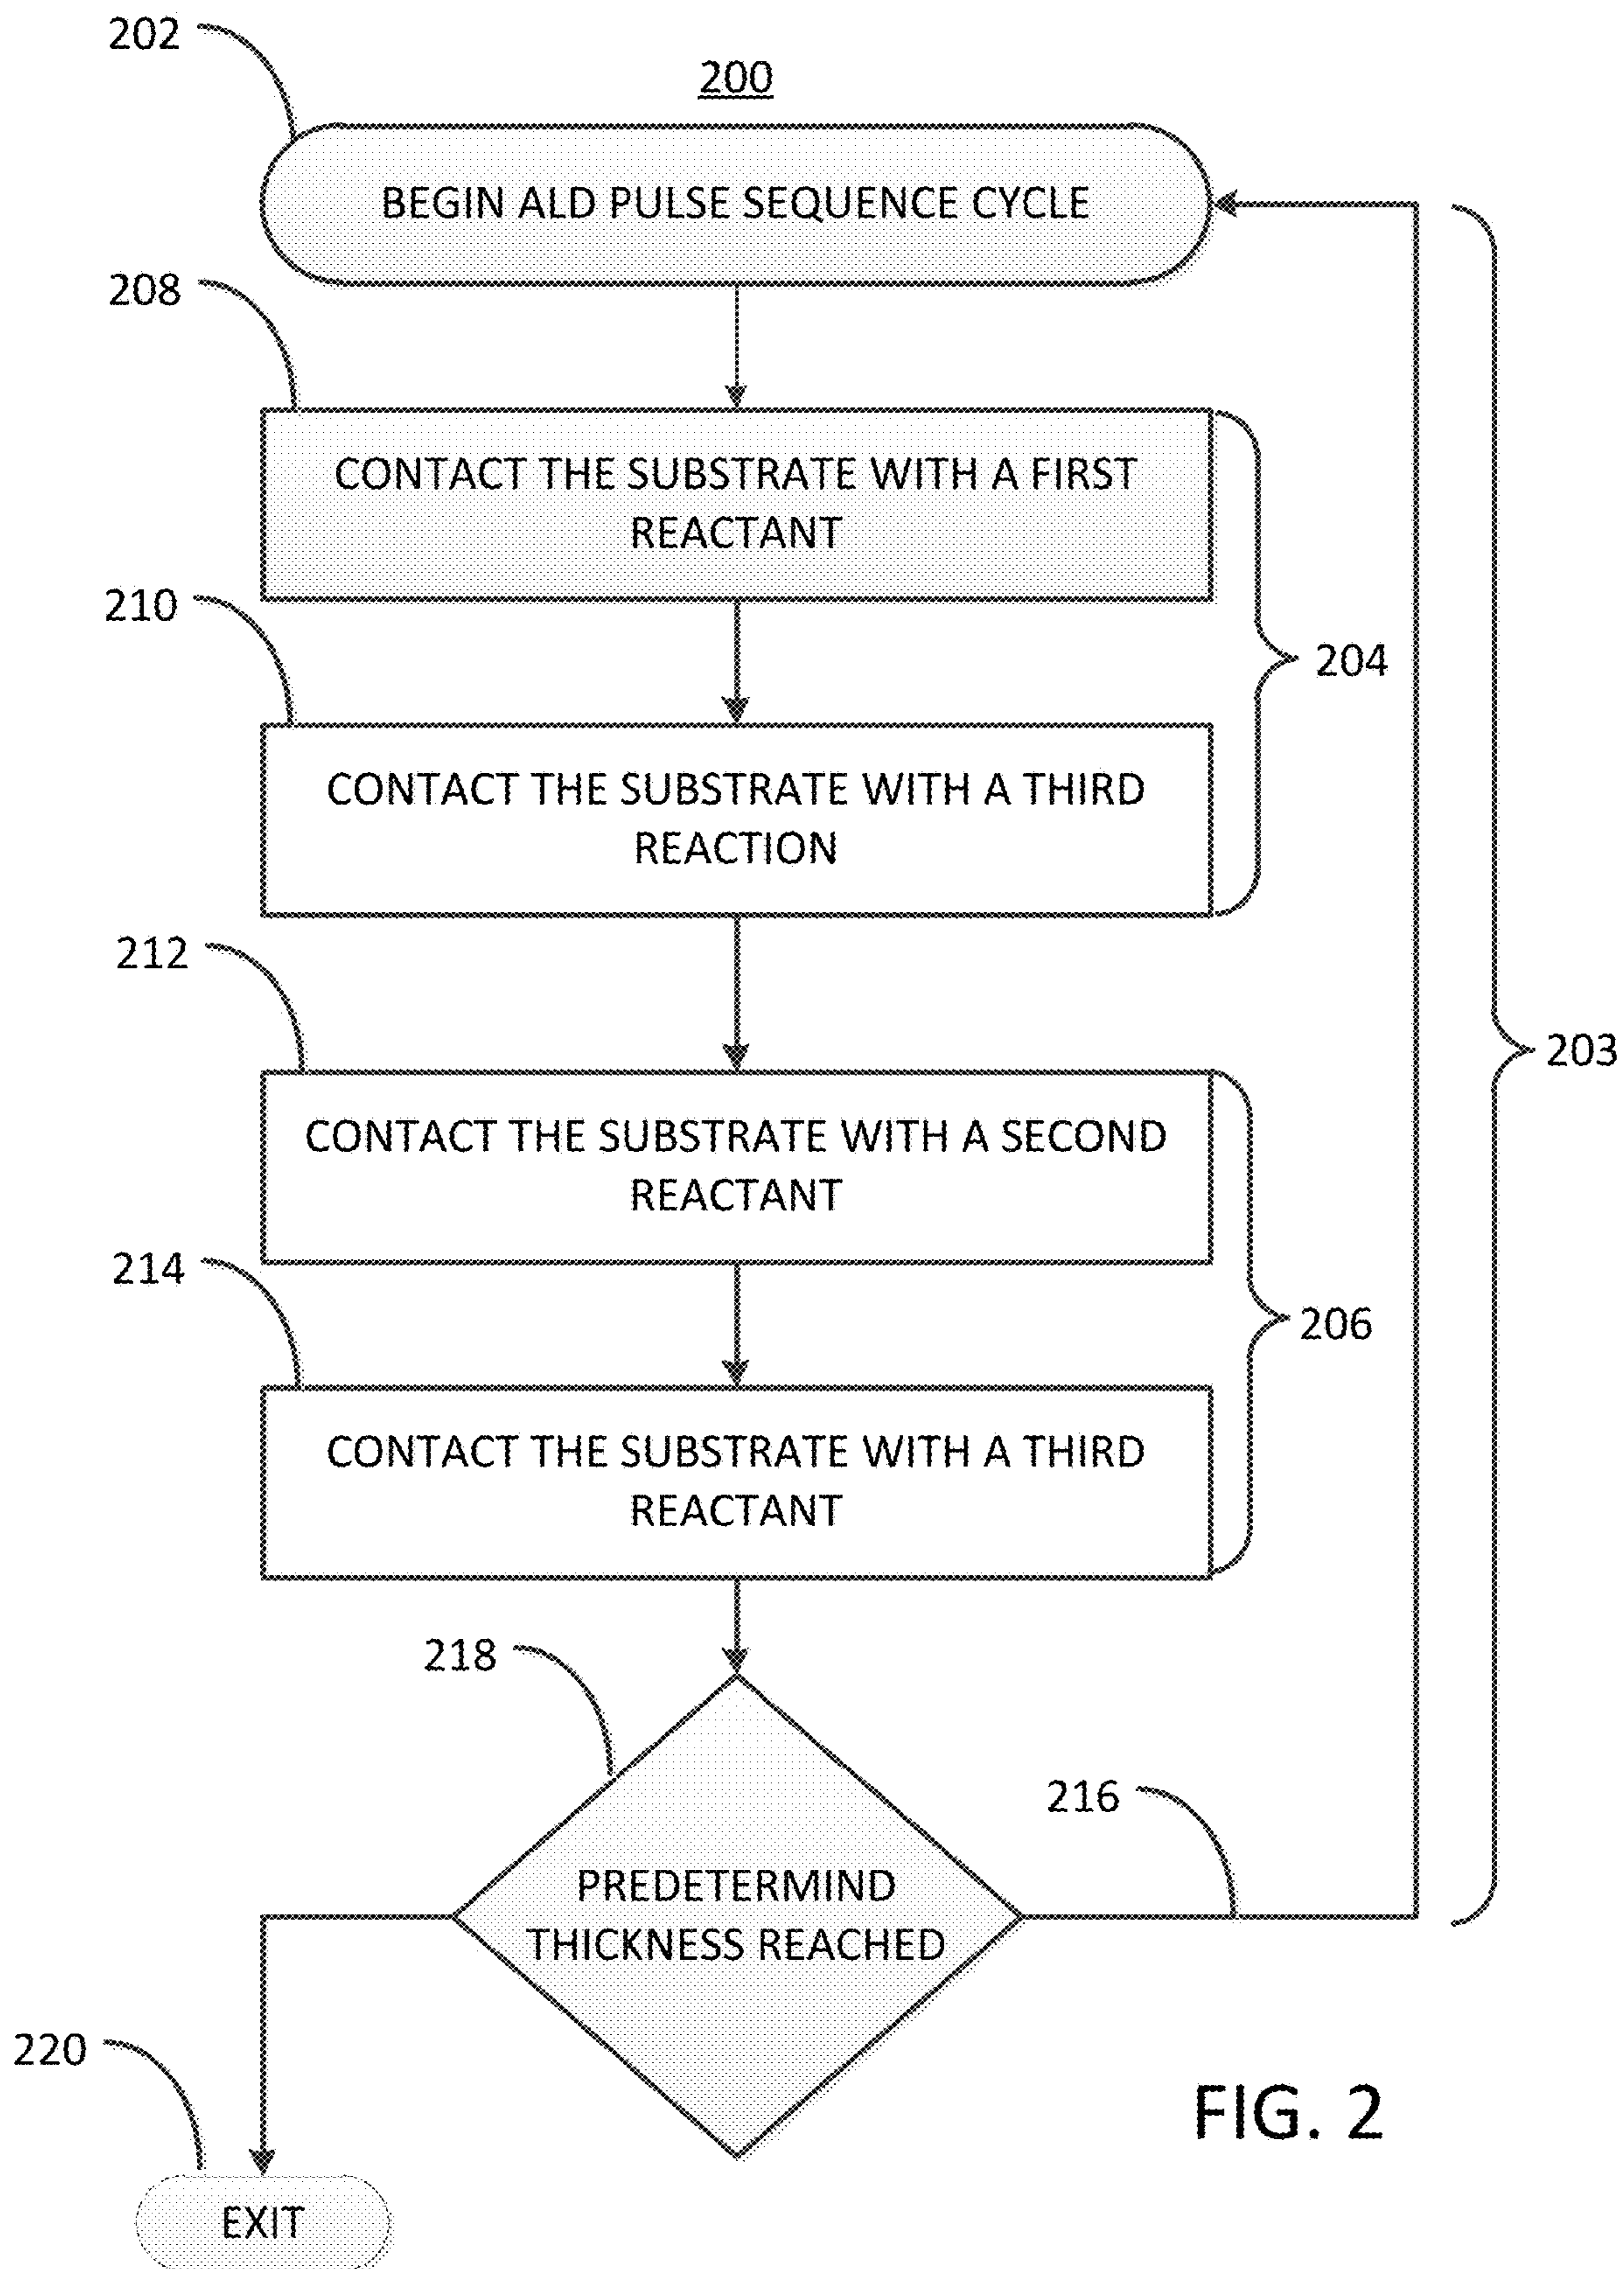 202
200
BEGIN ALD PULSE SEQUENCE CYCLE
208
CONTACT THE SUBSTRATE WITH A FIRST
REACTANT
210
204
CONTACT THE SUBSTRATE WITH A THIRD
REACTION
212
203
CONTACT THE SUBSTRATE WITH A SECOND
REACTANT
214
206
CONTACT THE SUBSTRATE WITH A THIRD
REACTANT
218
216
PREDETERMIND
THICKNESS REACHED
220
FIG. 2
EXIT